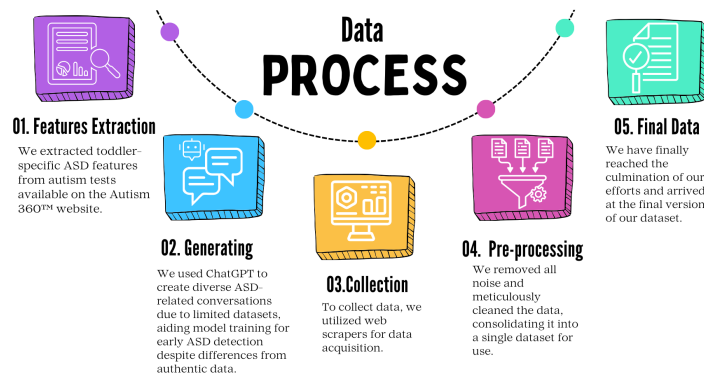 Data
PROCESS
01. Features Extraction
We extracted toddler-
specific ASD features
from autism tests
available on the Autism
360™ website.
02. Generating
We used ChatGPT to
create diverse ASD-
related conversations
due to limited datasets,
aiding model training for
early ASD detection
despite differences from
authentic data.
03.Collection
To collect data, we
utilized web
scrapers for data
acquisition.
04. Pre-processing
We removed all
noise and
meticulously
cleaned the data,
consolidating it into
a single dataset for
use.
05. Final Data
We have finally
reached the
culmination of our
efforts and arrived
at the final version
of our dataset.